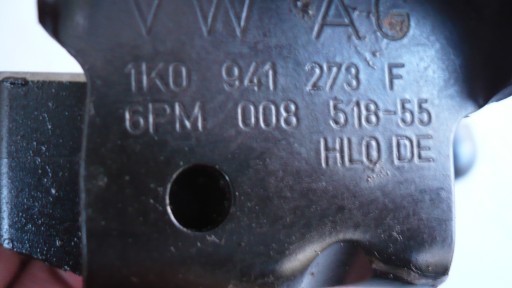 VW AG
1K0 941 273 F
6PM 008 518-55
HLO DE